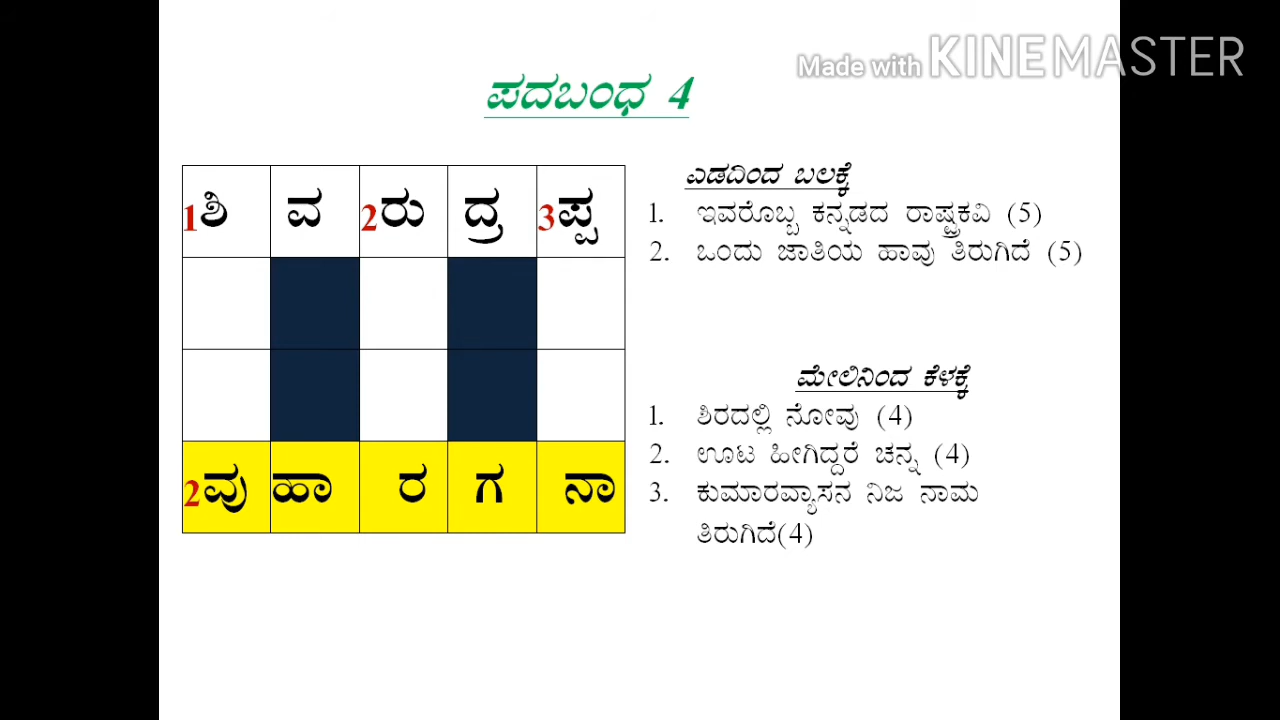 Made with KINEMASTER
ಪದಬಂಧ 4
1ಶಿ ವ 2ರು ದ್ರ 3ಪ್ಪ
2ವು ಹಾ ರ ಗ ನಾ
ಎಡದಿಂದ ಬಲಕ್ಕೆ
1. ಇವರೊಬ್ಬ ಕನ್ನಡದ ರಾಷ್ಟ್ರಕವಿ (5)
2. ಒಂದು ಜಾತಿಯ ಹಾವು ತಿರುಗಿದೆ (5)
ಮೇಲಿನಿಂದ ಕೆಳಕ್ಕೆ
1. ಶಿರದಲ್ಲಿ ನೋವು (4)
2. ಊಟ ಹೀಗಿದ್ದರೆ ಚನ್ನ (4)
3. ಕುಮಾರವ್ಯಾಸನ ನಿಜ ನಾಮ
ತಿರುಗಿದೆ(4)